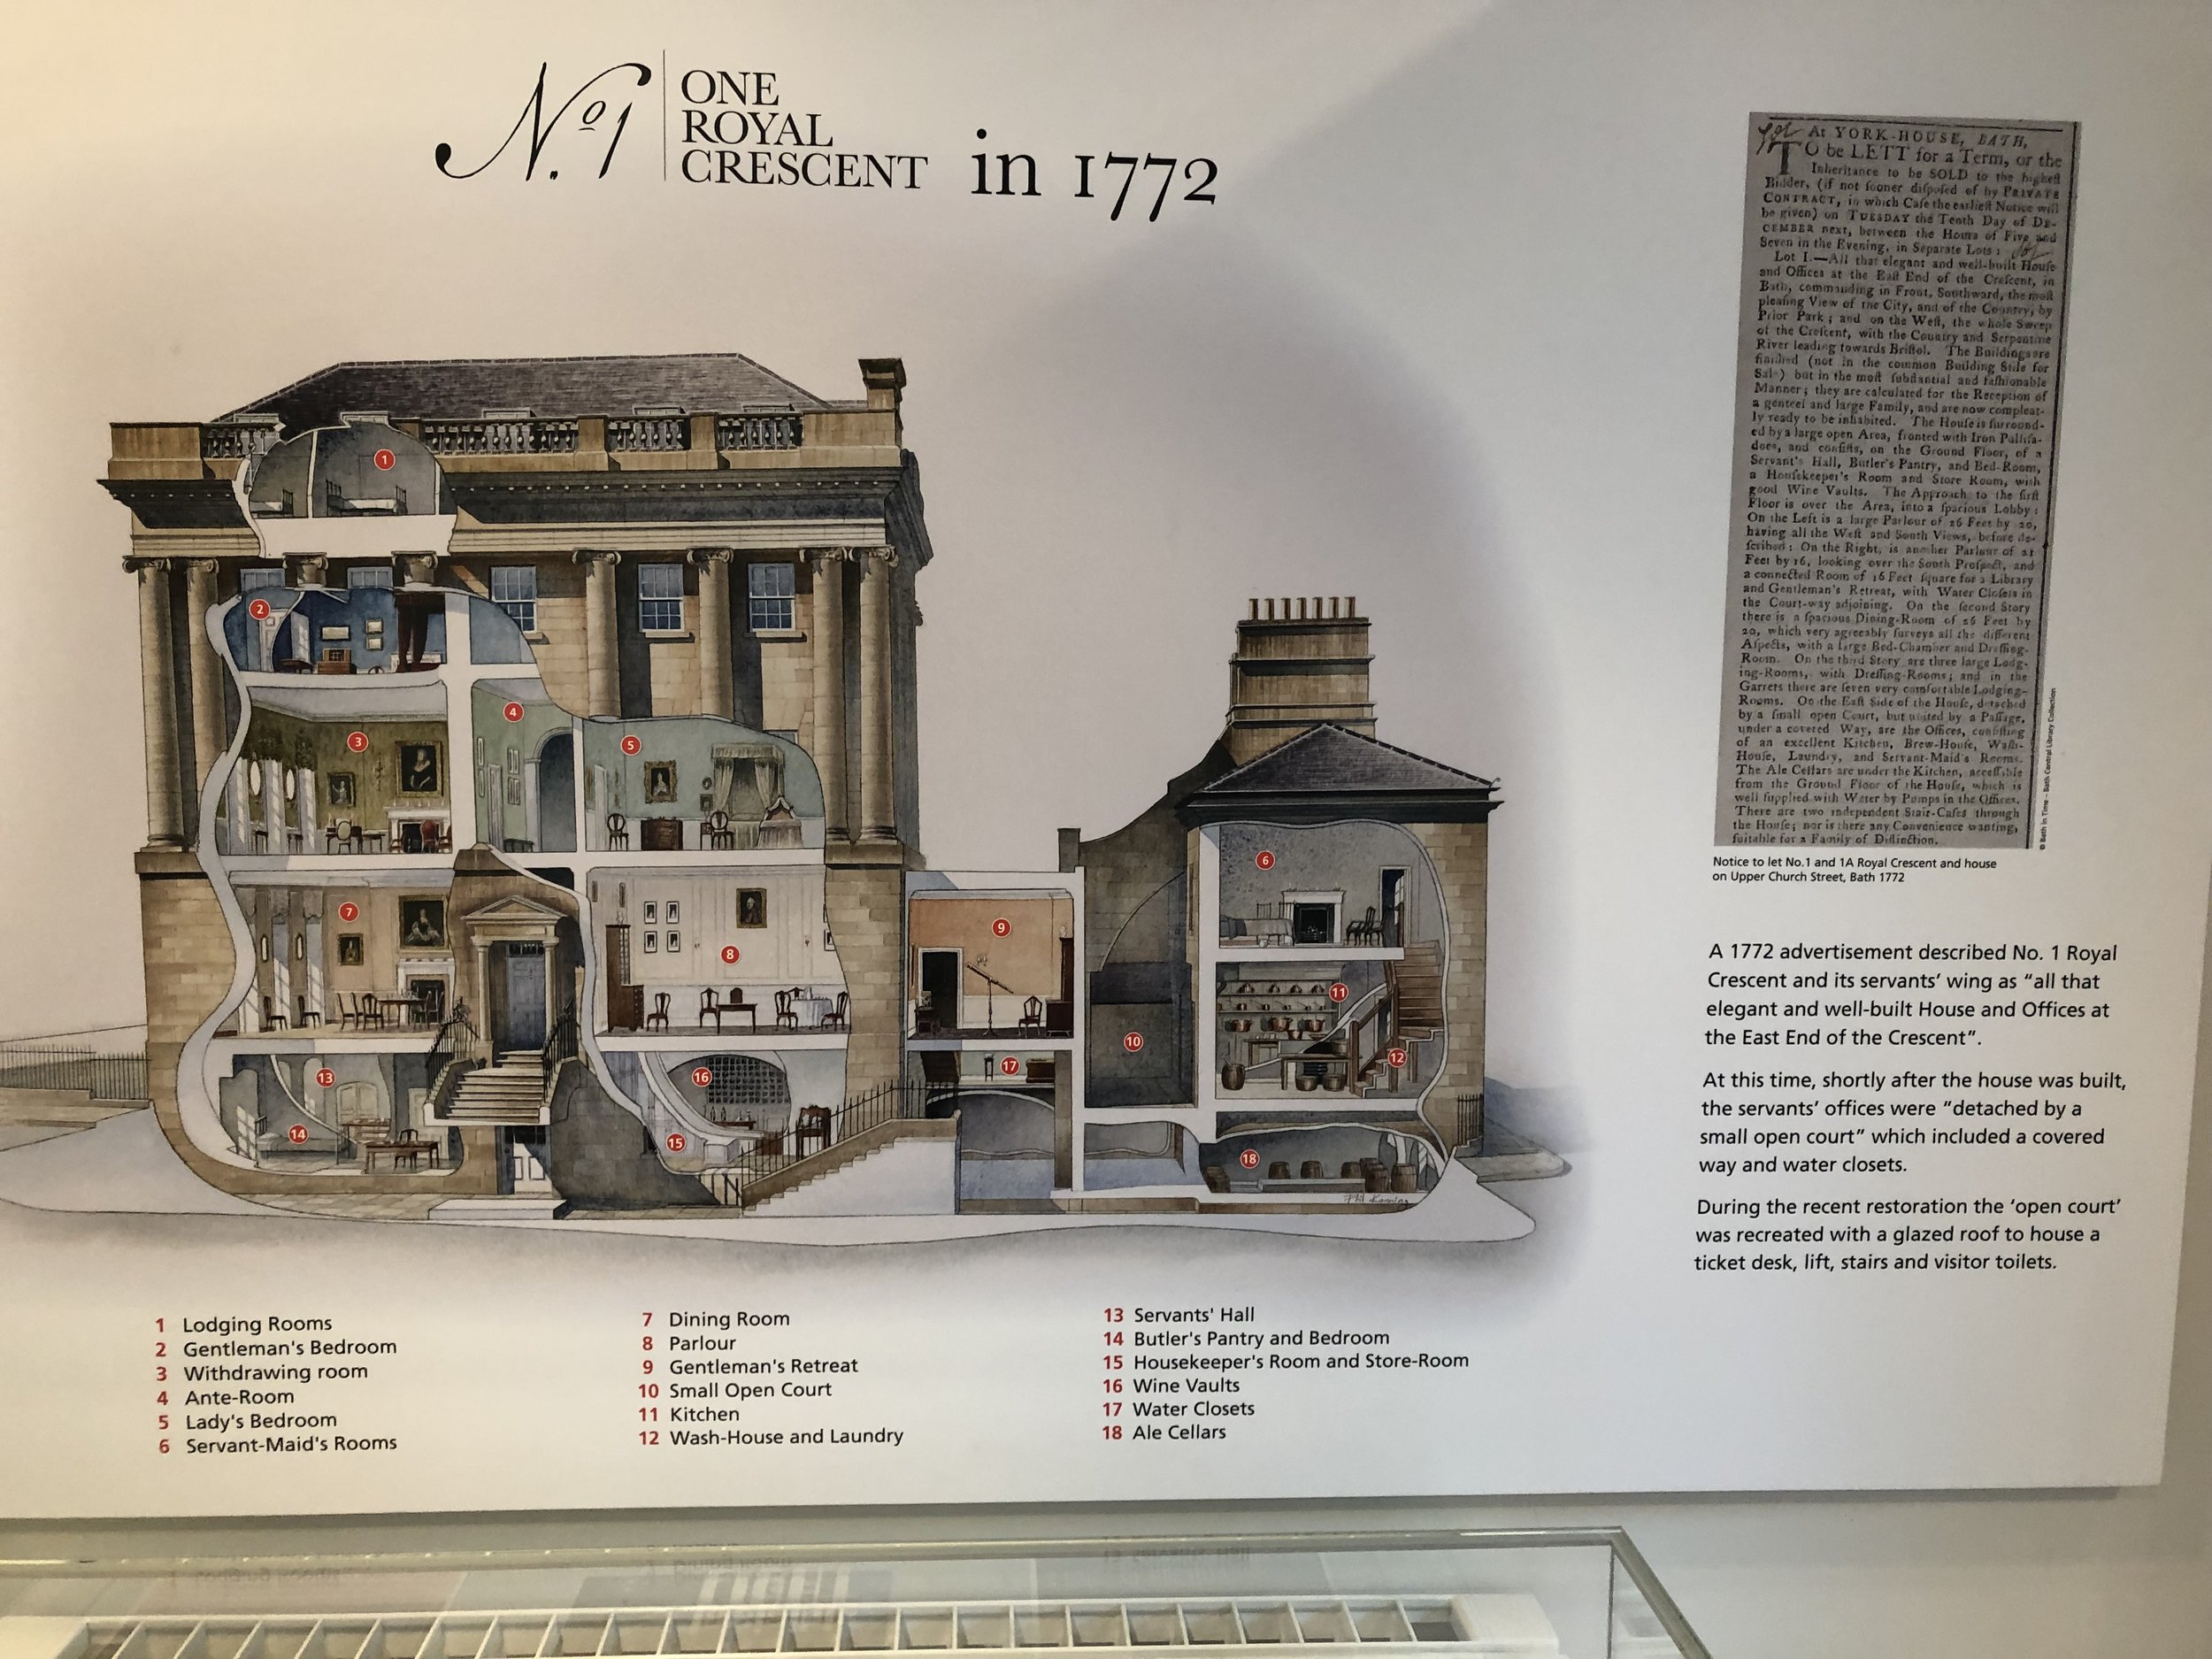 No.1
ONE
ROYAL
CRESCENT
in 1772
1
2
3
4
5
6
7
8
9
10
11
12
13
14
15
16
17
18
1 Lodging Rooms
2 Gentleman's Bedroom
3 Withdrawing room
4 Ante-Room
5 Lady's Bedroom
6 Servant-Maid's Rooms
7 Dining Room
8 Parlour
9 Gentleman's Retreat
10 Small Open Court
11 Kitchen
12 Wash-House and Laundry
13 Servants' Hall
14 Butler's Pantry and Bedroom
15 Housekeeper's Room and Store-Room
16 Wine Vaults
17 Water Closets
18 Ale Cellars
At YORK-HOUSE, BATH,
TO be LETT for a Term, or the
Inheritance to be SOLD to the highest
Bidder, (if not sooner disposed of by PRIVATE
CONTRACT, in which Case the earliest Notice will
be given) on TUESDAY the Tenth Day of DE-
CEMBER next, between the Hours of Five and
Seven in the Evening, in Separate Lots:
Lot I.—All that elegant and well-built House
and Offices at the East End of the Crescent, in
Bath, commanding in Front, Southward, the most
pleasing View of the City, and of the Country, by
Prior Park; and on the West, the whole Sweep
of the Crescent, with the Country and Serpentine
River leading towards Bristol. The Buildings are
finished (not in the common Building Stile for
Sale) but in the most substantial and fashionable
Manner; they are calculated for the Reception of
a genteel and large Family, and are now compleat-
ly ready to be inhabited. The House is surround-
ed by a large open Area, fronted with Iron Pallisa-
does, and consists, on the Ground Floor, of a
Servant's Hall, Butler's Pantry, and Bed-Room,
a Housekeeper's Room and Store Room, with
good Wine Vaults. The Approach to the first
Floor is over the Area, into a spacious Lobby:
On the Left is a large Parlour of 26 Feet by 20,
having all the West and South Views, before de-
scribed: On the Right, is another Parlour of 21
Feet by 16, looking over the South Prospect, and
a connected Room of 16 Feet square for a Library
and Gentleman's Retreat, with Water Closets in
the Court-way adjoining. On the second Story
there is a spacious Dining-Room of 26 Feet by
20, which very agreeably surveys all the different
Aspects, with a large Bed-Chamber and Dressing-
Room. On the third Story are three large Lodg-
ing-Rooms, with Dressing-Rooms; and in the
Garrets there are seven very comfortable Lodging-
Rooms. On the East Side of the House, detached
by a small open Court, but united by a Passage,
under a covered Way, are the Offices, consisting
of an excellent Kitchen, Brew-House, Wash-
House, Laundry, and Servant-Maid's Rooms.
The Ale Cellars are under the Kitchen, accessible
from the Ground Floor of the House, which is
well supplied with Water by Pumps in the Offices.
There are two independent Stair-Cases through
the House; nor is there any Convenience wanting,
suitable for a Family of Distinction.
© Bath in Time - Bath Central Library Collection
Notice to let No.1 and 1A Royal Crescent and house
on Upper Church Street, Bath 1772
A 1772 advertisement described No. 1 Royal
Crescent and its servants' wing as “all that
elegant and well-built House and Offices at
the East End of the Crescent”.
At this time, shortly after the house was built,
the servants' offices were “detached by a
small open court” which included a covered
way and water closets.
During the recent restoration the ‘open court’
was recreated with a glazed roof to house a
ticket desk, lift, stairs and visitor toilets.